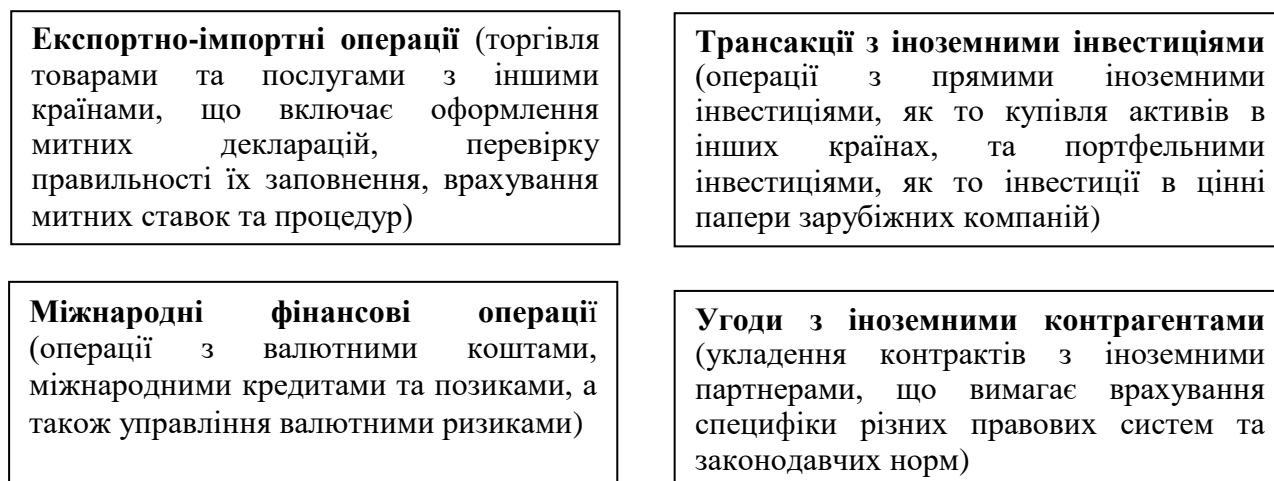 Експортно-імпортні операції (торгівля
товарами та послугами з іншими
країнами, що включає оформлення
митних декларацій, перевірку
правильності їх заповнення, врахування
митних ставок та процедур)
Трансакції з іноземними інвестиціями
(операції з прямими іноземними
інвестиціями, як то купівля активів в
інших країнах, та портфельними
інвестиціями, як то інвестиції в цінні
папери зарубіжних компаній)
Міжнародні фінансові операції
(операції з валютними коштами,
міжнародними кредитами та позиками, а
також управління валютними ризиками)
Угоди з іноземними контрагентами
(укладення контрактів з іноземними
партнерами, що вимагає врахування
специфіки різних правових систем та
законодавчих норм)